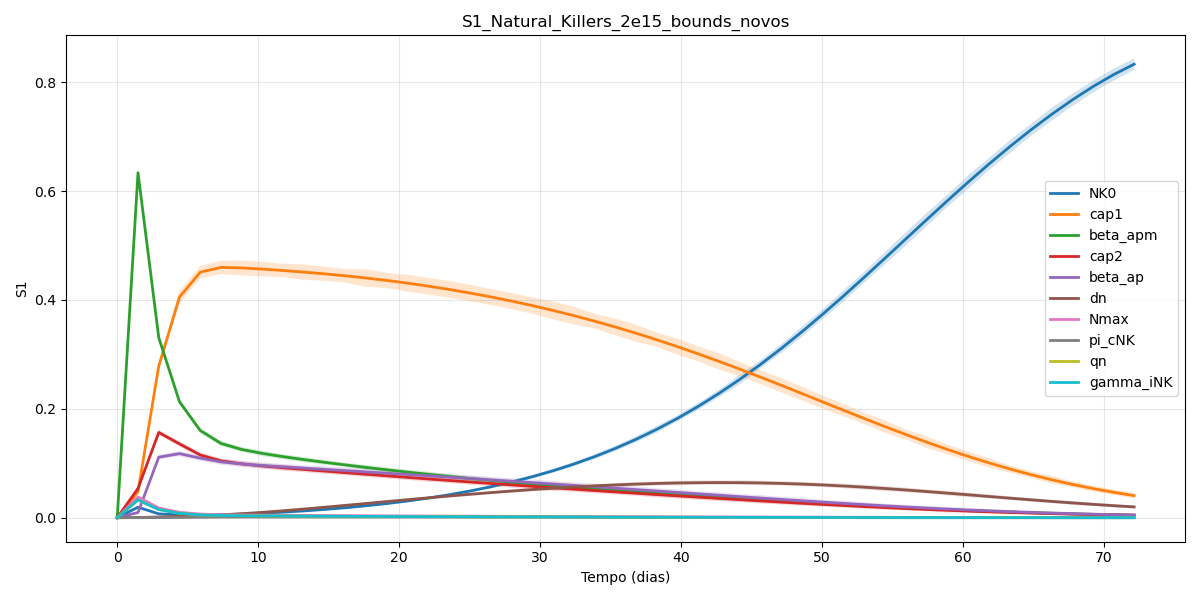 S1_Natural_Killers_2e15_bounds_novos
S1
0.8
0.6
0.4
0.2
0.0
0
10
20
30
40
50
60
70
Tempo (dias)
NK0
cap1
beta_apm
cap2
beta_ap
dn
Nmax
pi_cNK
qn
gamma_iNK